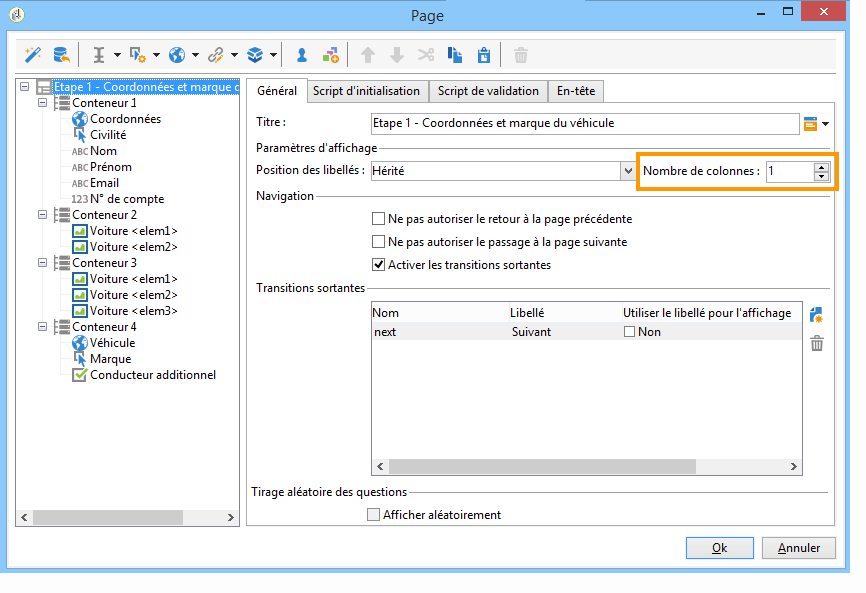 Page
Etape 1 - Coordonnées et marque c
Conteneur 1
Coordonnées
Civilité
ABC Nom
ABC Prénom
ABC Email
123 N° de compte
Conteneur 2
Voiture <elem1>
Voiture <elem2>
Conteneur 3
Voiture <elem1>
Voiture <elem2>
Voiture <elem3>
Conteneur 4
Véhicule
Marque
Conducteur additionnel
Général Script d'initialisation Script de validation En-tête
Titre : Etape 1 - Coordonnées et marque du véhicule
Paramètres d'affichage
Position des libellés : Hérité Nombre de colonnes : 1
Navigation
Ne pas autoriser le retour à la page précédente
Ne pas autoriser le passage à la page suivante
Activer les transitions sortantes
Transitions sortantes
Nom Libellé Utiliser le libellé pour l'affichage
next Suivant Non
Tirage aléatoire des questions
Afficher aléatoirement
Ok Annuler